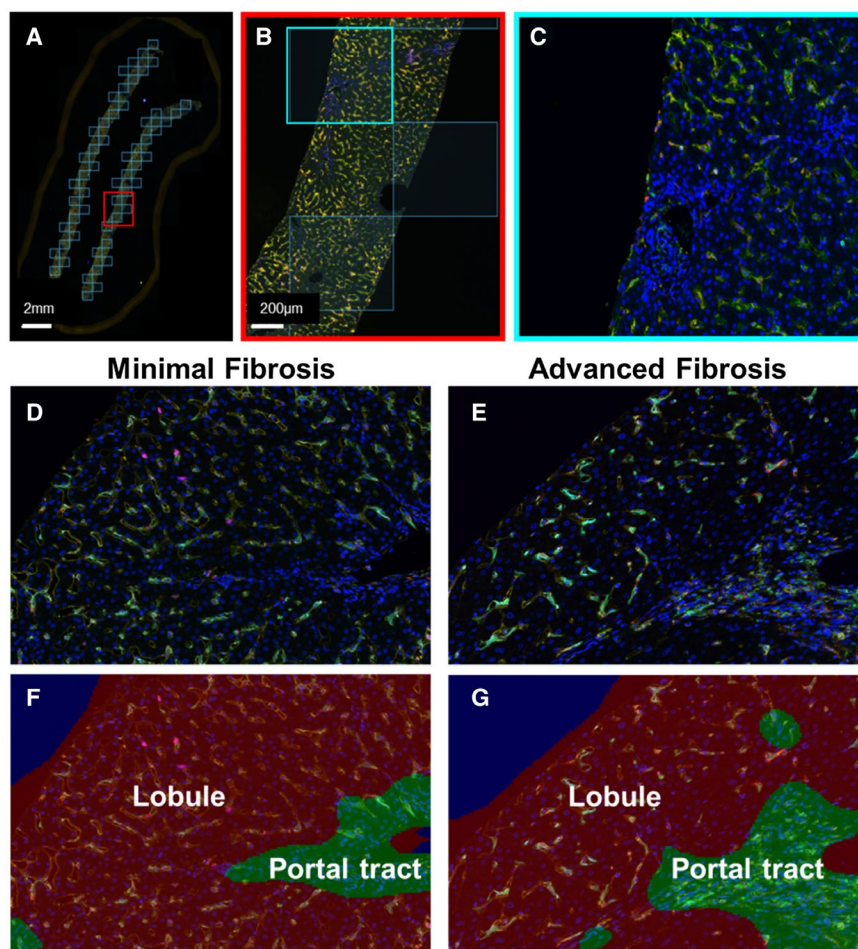 A
B
C
2mm
200µm
Minimal Fibrosis
Advanced Fibrosis
D
E
F
G
Lobule
Lobule
Portal tract
Portal tract